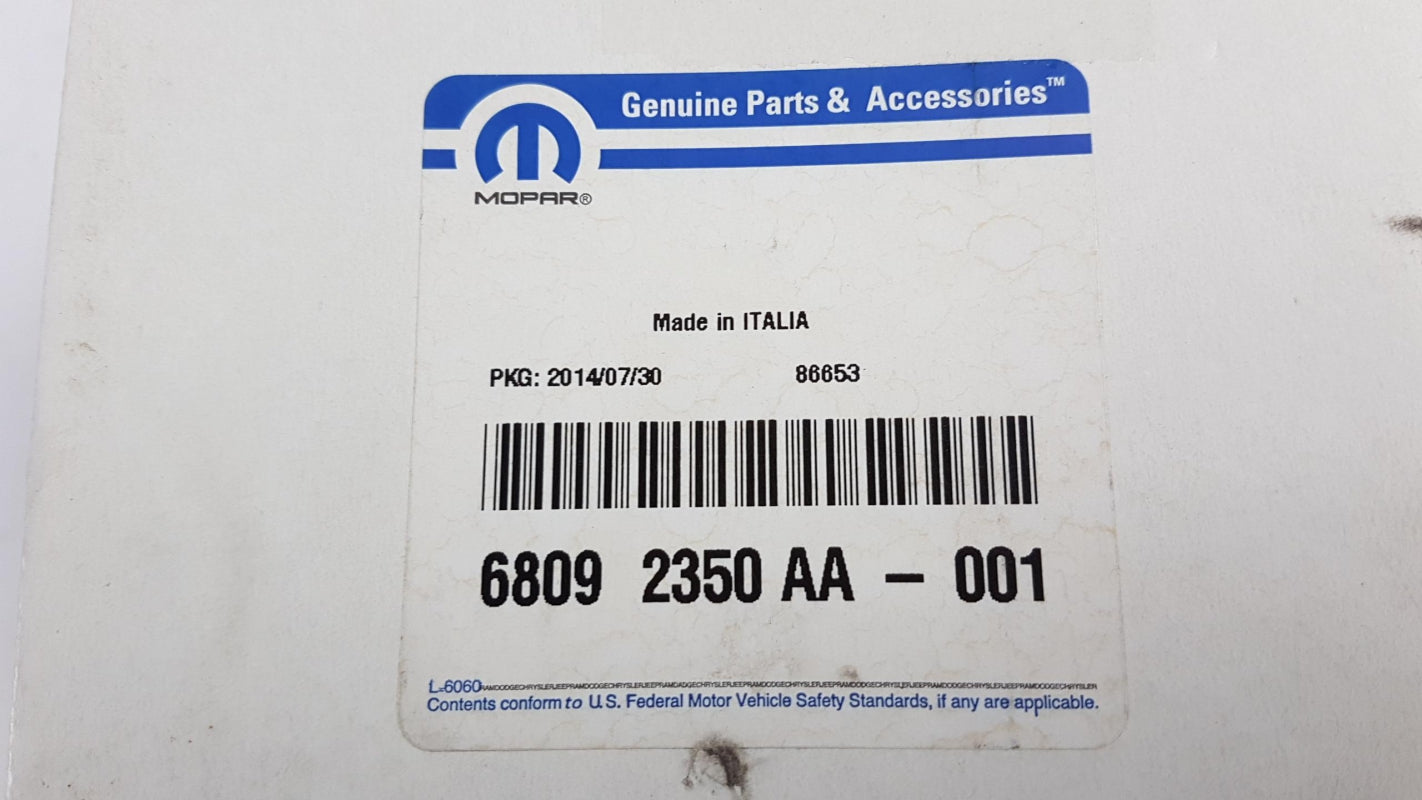 Genuine Parts & Accessories™
MOPAR®
Made in ITALIA
PKG: 2014/07/30 86653
6809 2350 AA – 001
L-6060
Contents conform to U.S. Federal Motor Vehicle Safety Standards, if any are applicable.